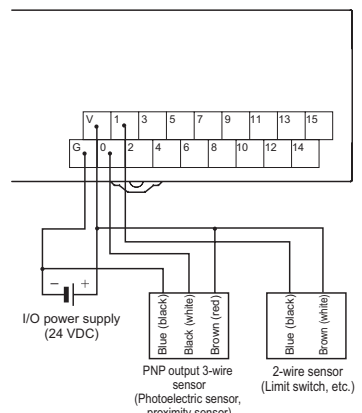 V 1 3 5 7 9 11 13 15
G 0 2 4 6 8 10 12 14
− +
I/O power supply
(24 VDC)
Blue (black)
Black (white)
Brown (red)
Blue (black)
Brown (white)
PNP output 3-wire
sensor
(Photoelectric sensor,
proximity sensor)
2-wire sensor
(Limit switch, etc.)